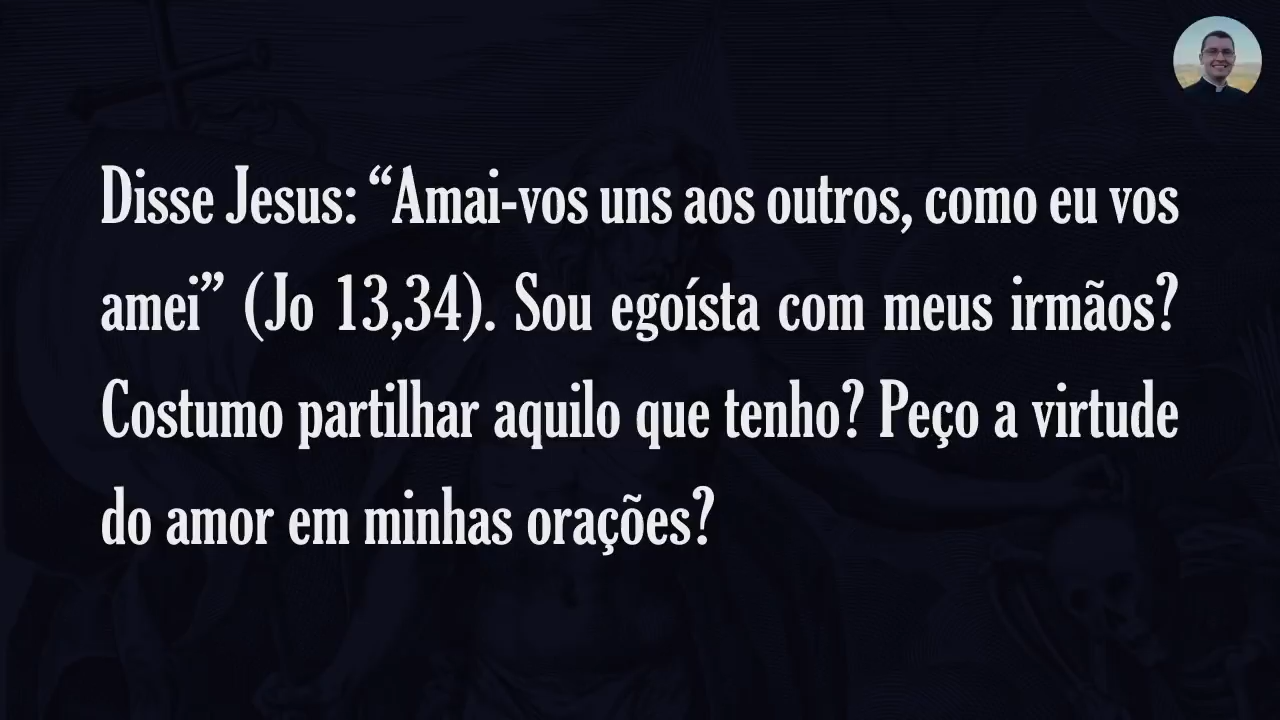 Disse Jesus: “Amai-vos uns aos outros, como eu vos
amei” (Jo 13,34). Sou egoísta com meus irmãos?
Costumo partilhar aquilo que tenho? Peço a virtude
do amor em minhas orações?